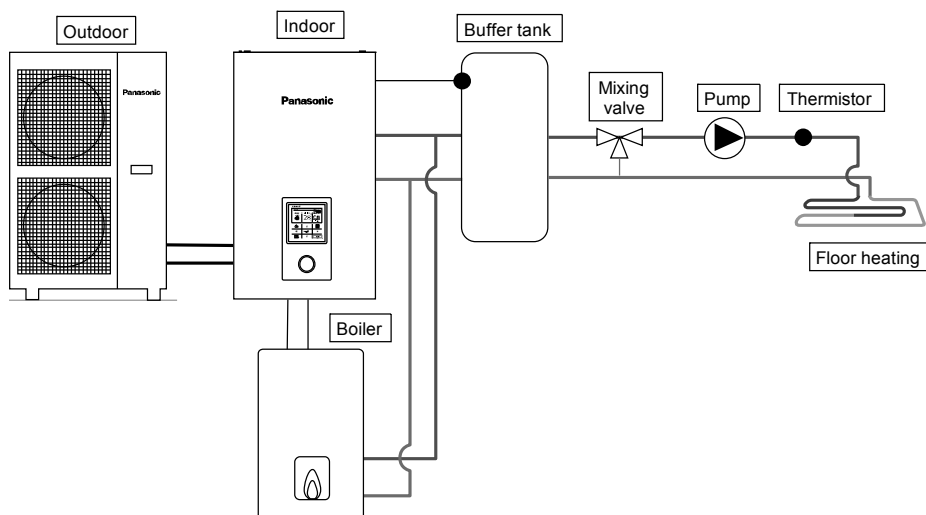 Outdoor
Indoor
Buffer tank
Panasonic
Panasonic
Mixing
valve
Pump
Thermistor
Floor heating
Boiler